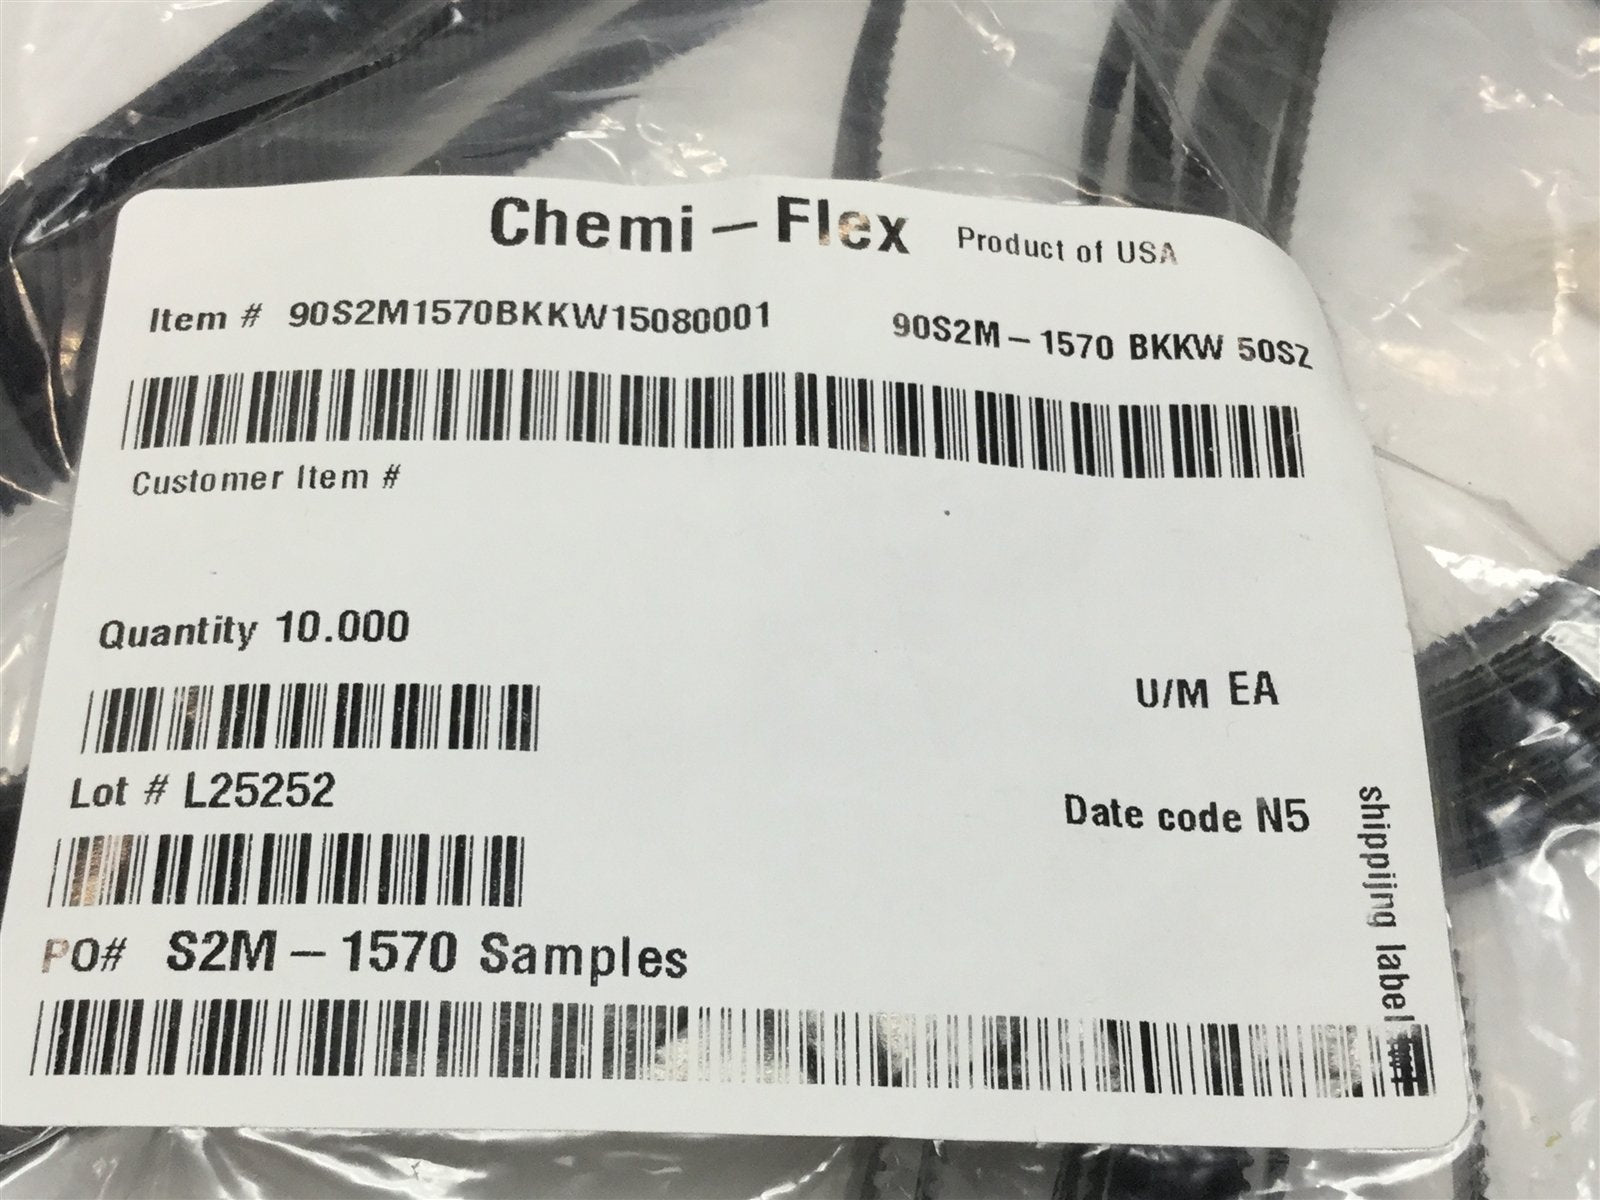 Chemi-Flex Product of USA
Item # 90S2M1570BKKW15080001 90S2M-1570 BKKW 50SZ
Customer Item #
Quantity 10.000
U/M EA
Lot # L25252
Date code N5
PO# S2M-1570 Samples
shippijng label